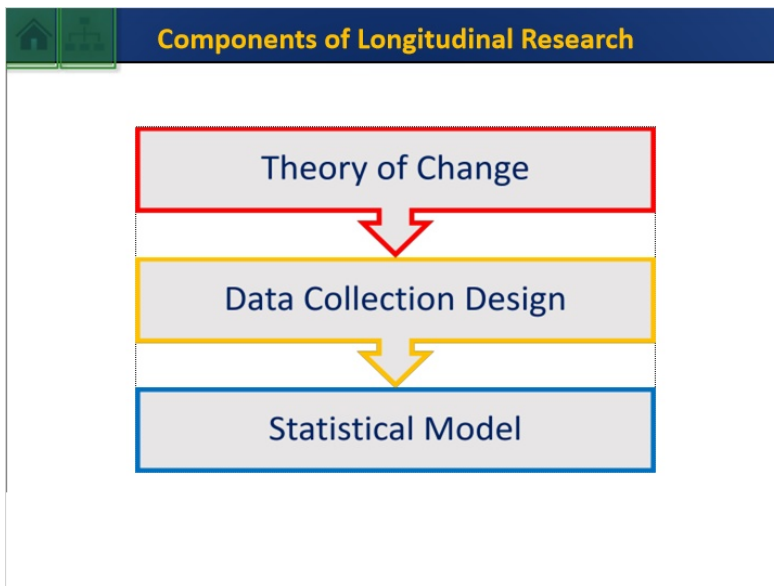 Components of Longitudinal Research
Theory of Change
Data Collection Design
Statistical Model